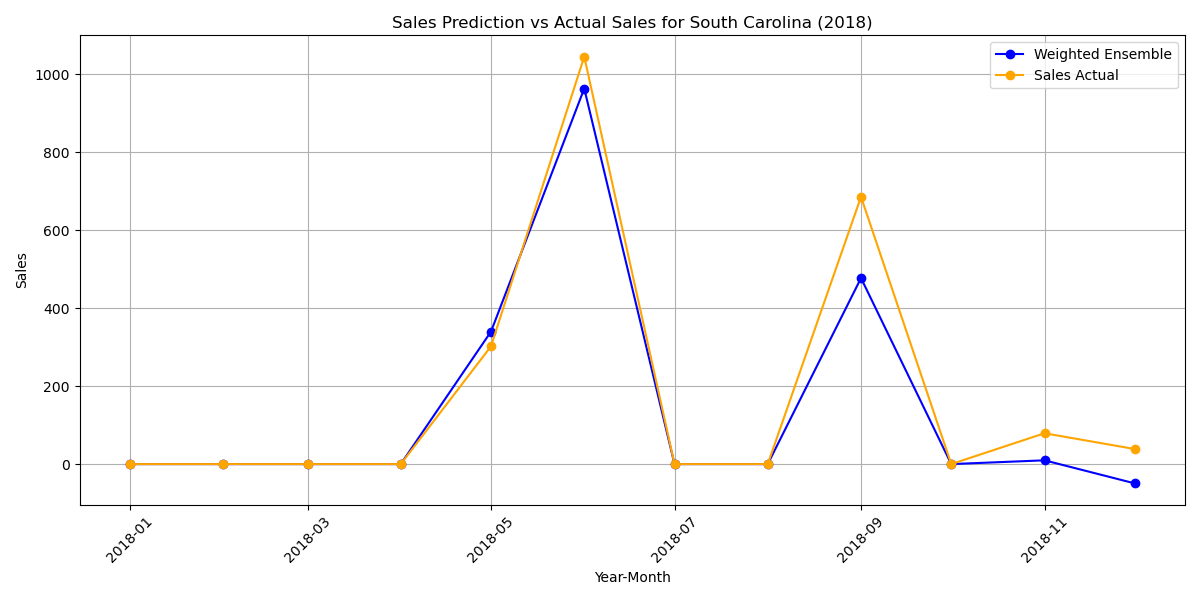 Sales Prediction vs Actual Sales for South Carolina (2018)
Weighted Ensemble
Sales Actual
Sales
1000
800
600
400
200
0
2018-01
2018-03
2018-05
2018-07
2018-09
2018-11
Year-Month